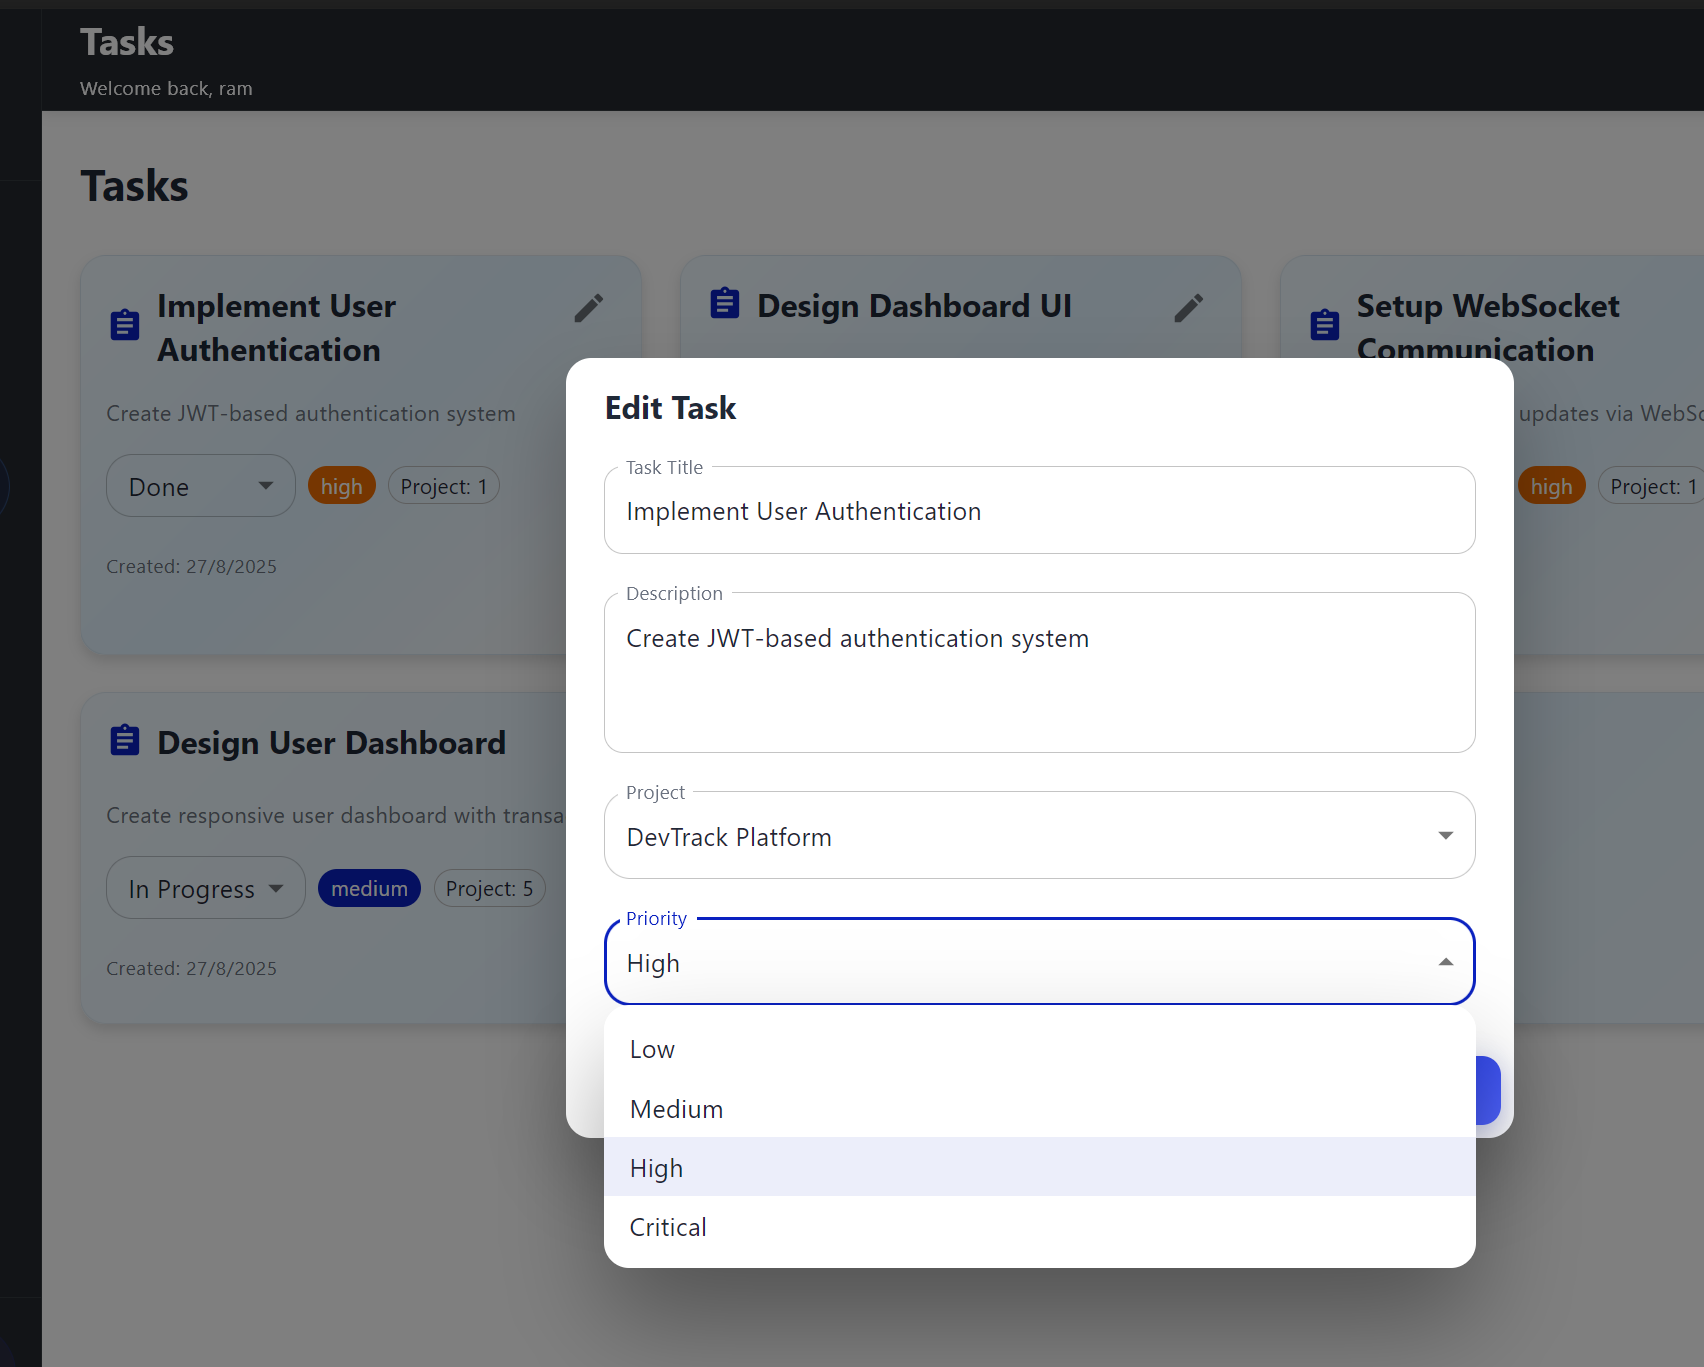 Tasks
Welcome back, ram
Tasks
Implement User
Authentication
Create JWT-based authentication system
Done
high
Project: 1
Created: 27/8/2025
Design Dashboard UI
Setup WebSocket
Communication
updates via
high
Project: 1
Design User Dashboard
Create responsive user dashboard with
In Progress
medium
Project: 5
Created: 27/8/2025
Edit Task
Task Title
Implement User Authentication
Description
Create JWT-based authentication system
Project
DevTrack Platform
Priority
High
Low
Medium
High
Critical